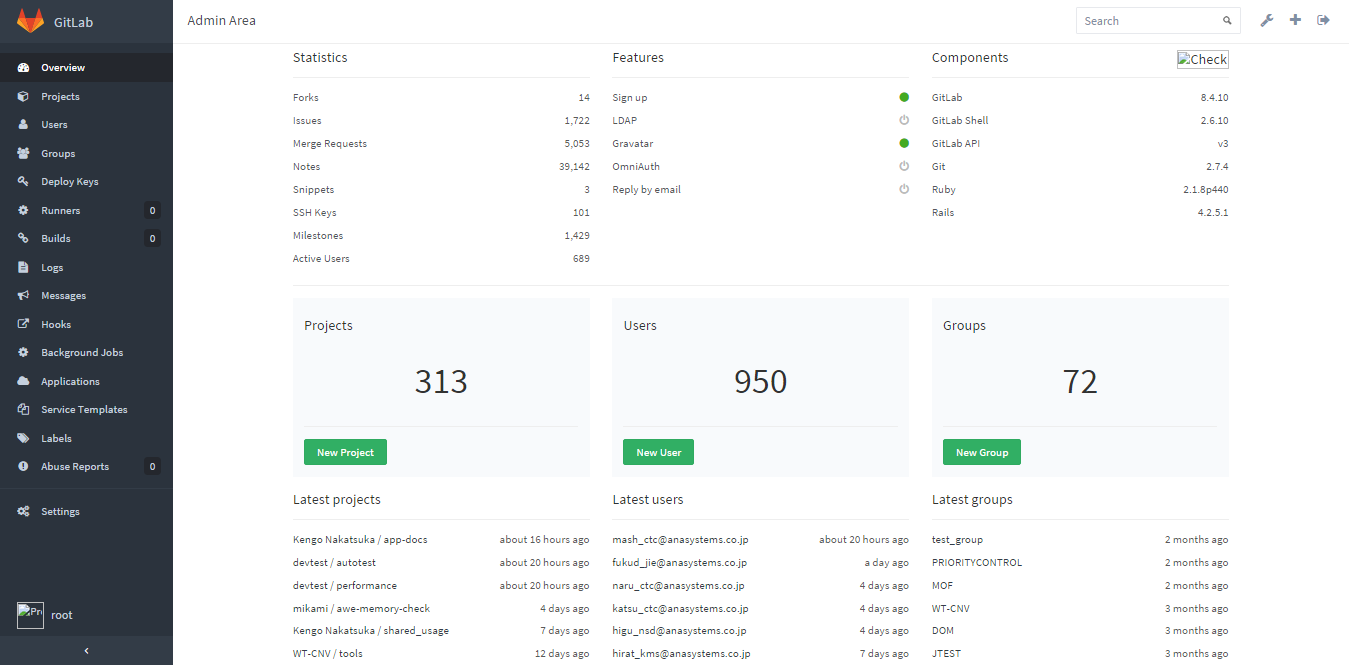 GitLab
Admin Area
Search
Overview
Projects
Users
Groups
Deploy Keys
Runners 0
Builds 0
Logs
Messages
Hooks
Background Jobs
Applications
Service Templates
Labels
Abuse Reports 0
Settings
Pr
root
Statistics
Forks 14
Issues 1,722
Merge Requests 5,053
Notes 39,142
Snippets 3
SSH Keys 101
Milestones 1,429
Active Users 689
Features
Sign up
LDAP
Gravatar
OmniAuth
Reply by email
Components
Check
GitLab 8.4.10
GitLab Shell 2.6.10
GitLab API v3
Git 2.7.4
Ruby 2.1.8p440
Rails 4.2.5.1
Projects
313
New Project
Users
950
New User
Groups
72
New Group
Latest projects
Kengo Nakatsuka / app-docs about 16 hours ago
devtest / autotest about 20 hours ago
devtest / performance about 20 hours ago
mikami / awe-memory-check 4 days ago
Kengo Nakatsuka / shared_usage 7 days ago
WT-CNV / tools 12 days ago
Latest users
mash_ctc@anasystems.co.jp about 20 hours ago
fukud_jie@anasystems.co.jp a day ago
naru_ctc@anasystems.co.jp 4 days ago
katsu_ctc@anasystems.co.jp 4 days ago
higu_nsd@anasystems.co.jp 4 days ago
hirat_kms@anasystems.co.jp 7 days ago
Latest groups
test_group 2 months ago
PRIORITYCONTROL 2 months ago
MOF 2 months ago
WT-CNV 3 months ago
DOM 3 months ago
JTEST 3 months ago